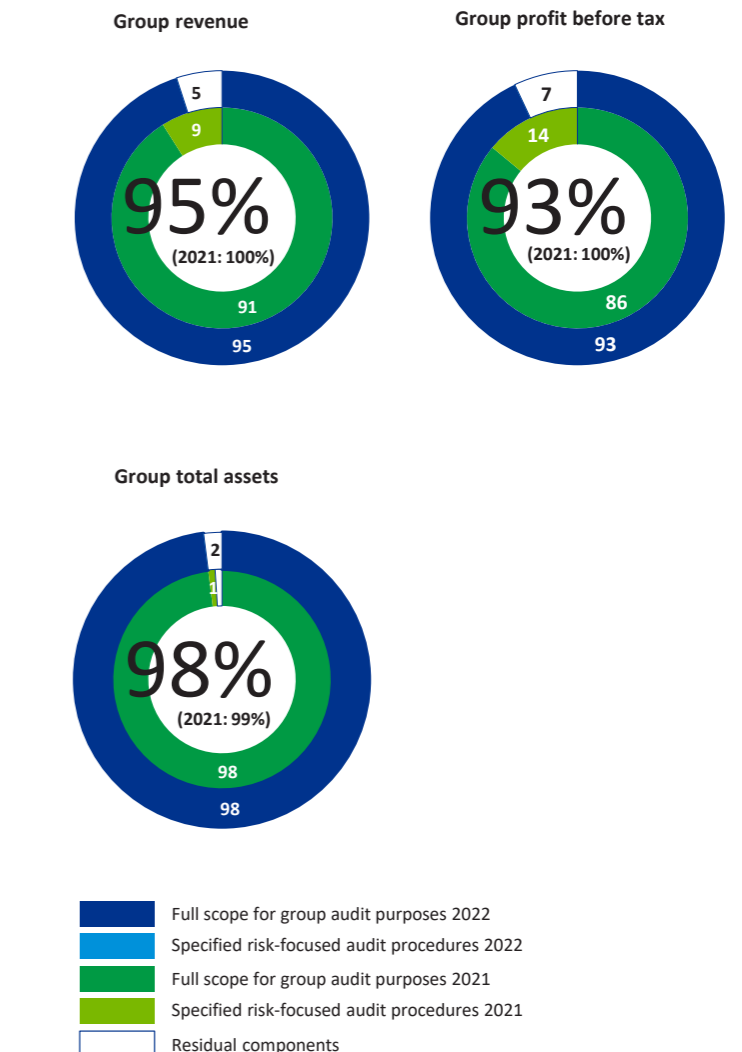 Group revenue
Group profit before tax
5
9
95%
(2021: 100%)
91
95
7
14
93%
(2021: 100%)
86
93
Group total assets
2
1
98%
(2021: 99%)
98
98
Full scope for group audit purposes 2022
Specified risk-focused audit procedures 2022
Full scope for group audit purposes 2021
Specified risk-focused audit procedures 2021
Residual components